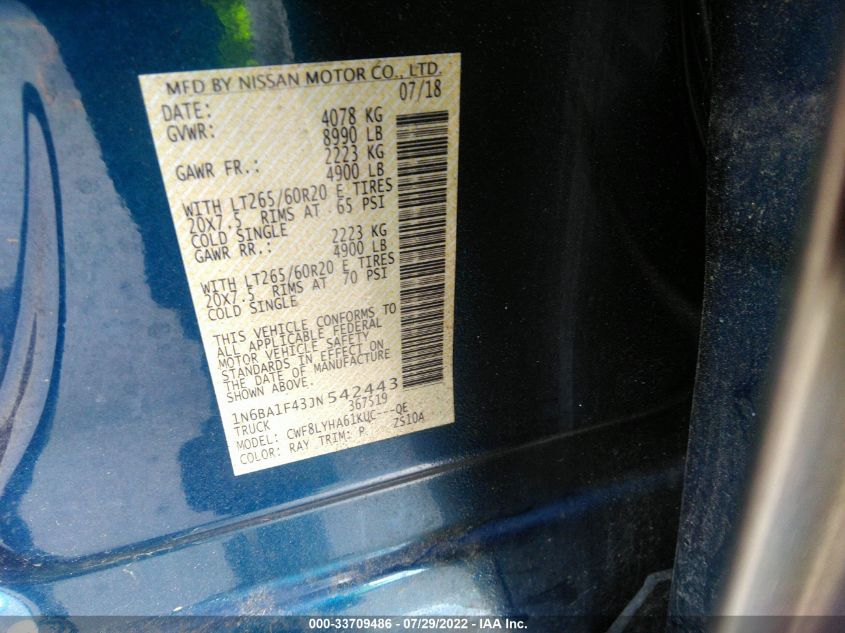 MFD BY NISSAN MOTOR CO., LTD.
DATE: 07/18
GVWR: 4078 KG
8990 LB
GAWR FR.: 2223 KG
4900 LB
WITH LT265/60R20 E TIRES
20X7.5 RIMS AT 65 PSI
COLD SINGLE
GAWR RR.: 2223 KG
4900 LB
WITH LT265/60R20 E TIRES
20X7.5 RIMS AT 70 PSI
COLD SINGLE
THIS VEHICLE CONFORMS TO
ALL APPLICABLE FEDERAL
MOTOR VEHICLE SAFETY
STANDARDS IN EFFECT ON
THE DATE OF MANUFACTURE
SHOWN ABOVE.
1N6BA1F43JN542443
TRUCK 367519
MODEL: CWF8LYHA61KUC---QE
COLOR: RAY TRIM: P ZS10A
000-33709486 - 07/29/2022 - IAA Inc.